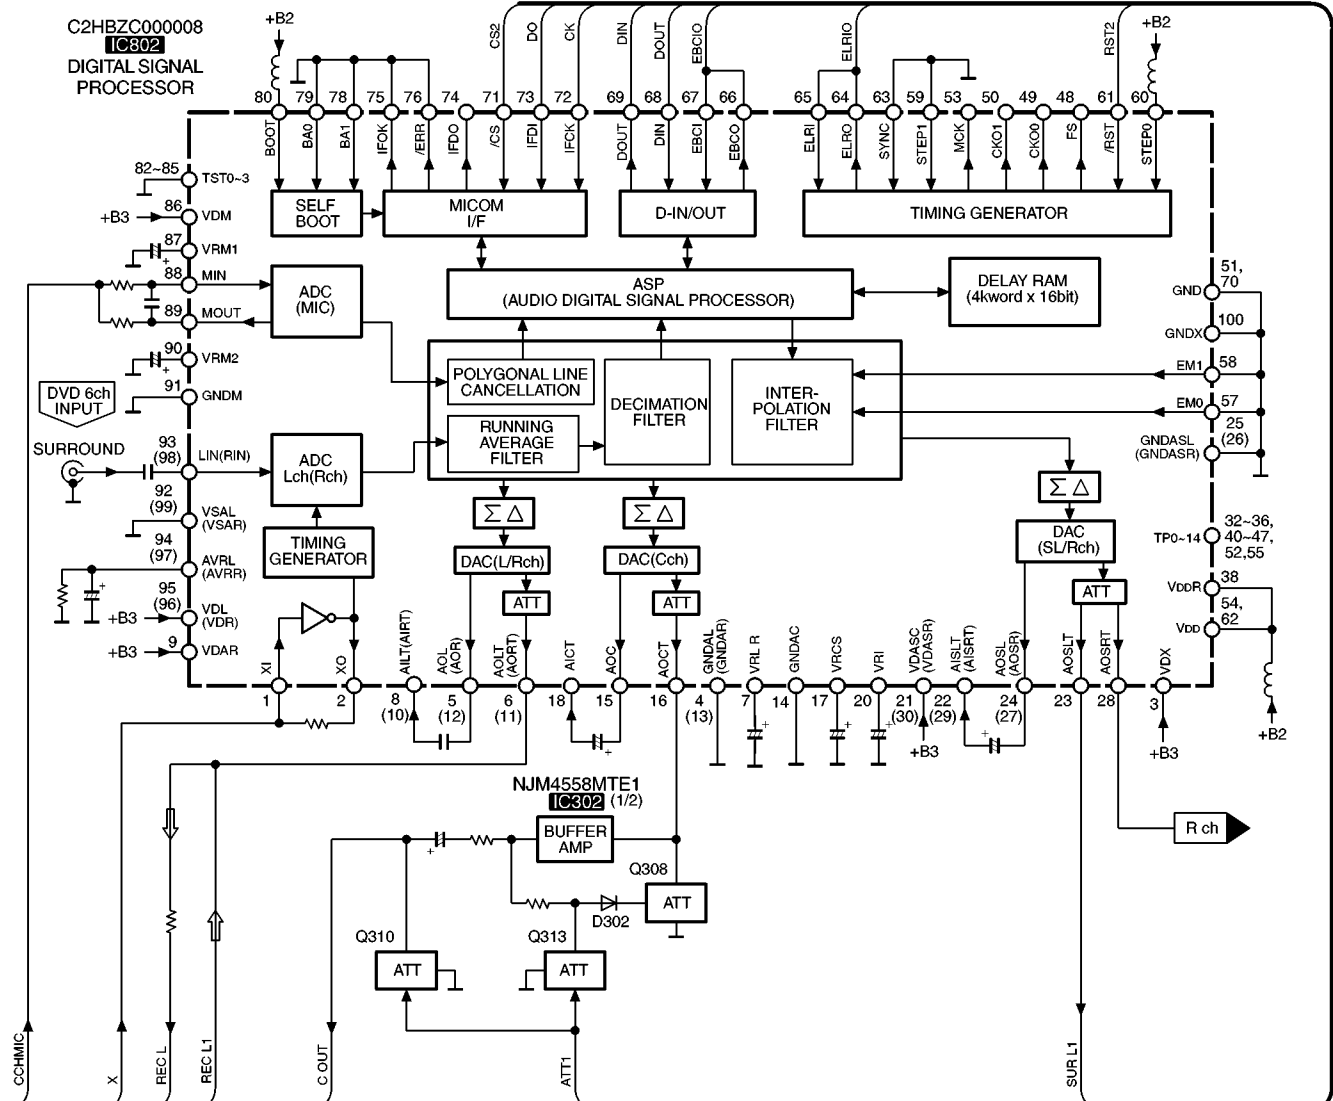 C2HBZC000008
IC802
DIGITAL SIGNAL
PROCESSOR
+B2
CS2
DO
CK
DIN
DOUT
EBCIO
ELRIO
RST2
+B2
80
79
78
75
76
74
71
73
72
69
68
67
66
65
64
63
59
53
50
49
48
61
60
BOOT
BA0
BA1
IFOK
/ERR
IFDO
/CS
IFDI
IFCK
DOUT
DIN
EBCI
EBCO
ELRI
ELRO
SYNC
STEP1
MCK
CKO1
CKO0
FS
/RST
STEP0
SELF
BOOT
MICOM
I/F
D-IN/OUT
TIMING GENERATOR
82~85
TST0~3
86
+B3
VDM
87
+
VRM1
88
MIN
89
MOUT
90
+
VRM2
91
GNDM
DVD 6ch
INPUT
SURROUND
93
(98)
LIN(RIN)
92
(99)
VSAL
(VSAR)
94
(97)
AVRL
(AVRR)
+
95
(96)
+B3
VDL
(VDR)
9
+B3
VDAR
ADC
(MIC)
ASP
(AUDIO DIGITAL SIGNAL PROCESSOR)
DELAY RAM
(4kword x 16bit)
POLYGONAL LINE
CANCELLATION
RUNNING
AVERAGE
FILTER
DECIMATION
FILTER
INTER-
POLATION
FILTER
ADC
Lch(Rch)
TIMING
GENERATOR
Σ Δ
Σ Δ
Σ Δ
DAC(L/Rch)
DAC(Cch)
DAC
(SL/Rch)
ATT
ATT
ATT
51,
70
GND
100
GNDX
58
EM1
57
EM0
25
(26)
GNDASL
(GNDASR)
32~36,
40~47,
52,55
TP0~14
38
VDDR
54,
62
VDD
+B2
XI
XO
AILT(AIRT)
AOL
(AOR)
AOLT
(AORT)
AICT
AOC
AOCT
GNDAL
(GNDAR)
VRL R
GNDAC
VRCS
VRI
VDASC
(VDASR)
AISLT
(AISRT)
AOSL
(AOSR)
AOSLT
AOSRT
VDX
1
2
8
(10)
5
(12)
6
(11)
18
15
16
4
(13)
7
14
17
20
21
(30)
22
(29)
24
(27)
23
28
3
+
+
+
+
+
+B3
+B3
NJM4558MTE1
IC302 (1/2)
BUFFER
AMP
+
Q308
ATT
D302
Q310
ATT
Q313
ATT
R ch
CCHMIC
X
REC L
REC L1
C OUT
ATT1
SUR L1